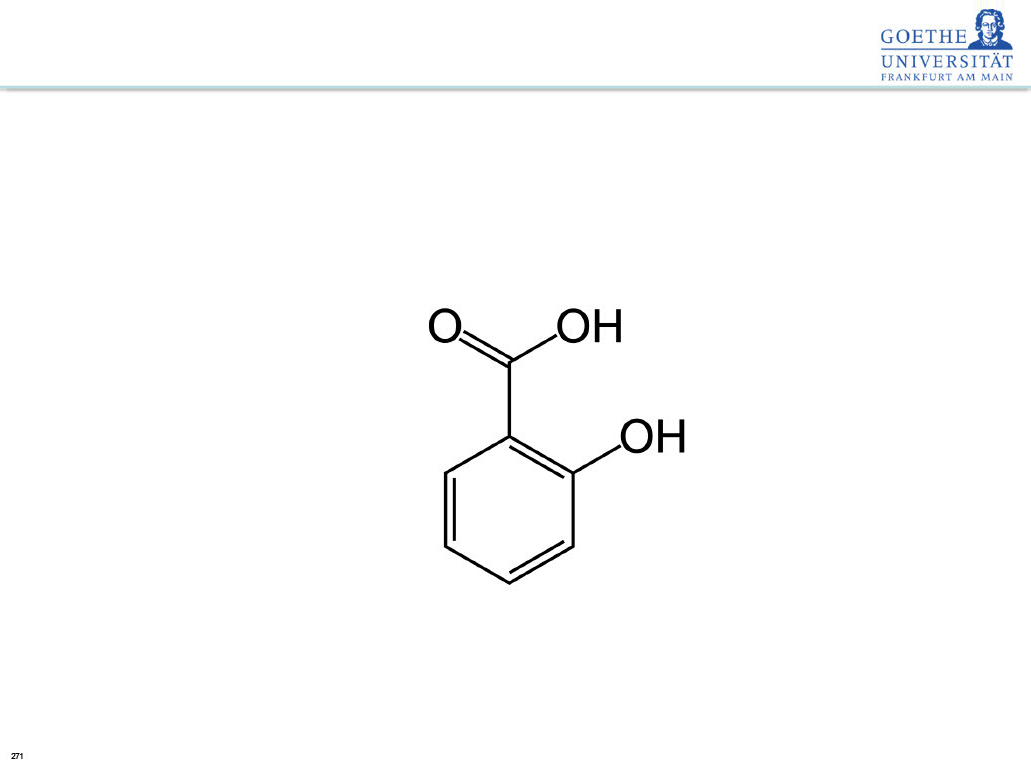 GOETHE
UNIVERSITÄT
FRANKFURT AM MAIN
O OH
OH
271